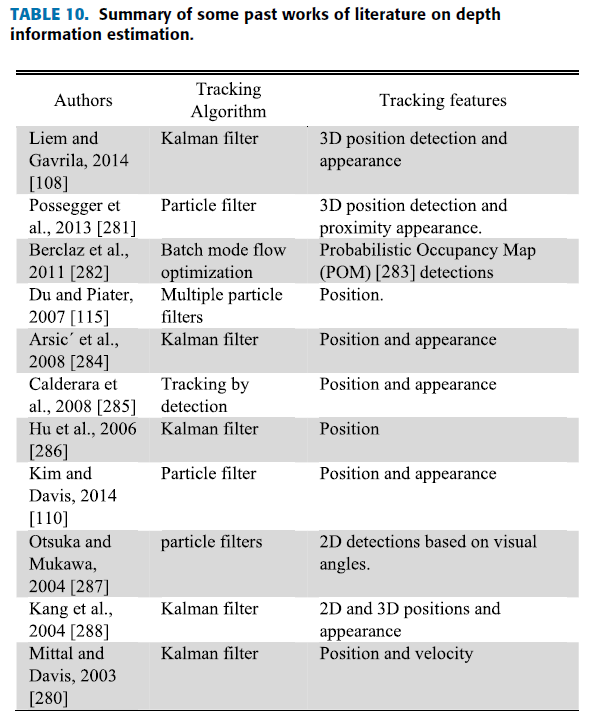 TABLE 10. Summary of some past works of literature on depth
information estimation.
Authors
Tracking
Algorithm
Tracking features
Liem and
Gavrila, 2014
[108]
Kalman filter
3D position detection and
appearance
Possegger et
al., 2013 [281]
Particle filter
3D position detection and
proximity appearance.
Berclaz et al.,
2011 [282]
Batch mode flow
optimization
Probabilistic Occupancy Map
(POM) [283] detections
Du and Piater,
2007 [115]
Multiple particle
filters
Position.
Arsic´ et al.,
2008 [284]
Kalman filter
Position and appearance
Calderara et
al., 2008 [285]
Tracking by
detection
Position and appearance
Hu et al., 2006
[286]
Kalman filter
Position
Kim and
Davis, 2014
[110]
Particle filter
Position and appearance
Otsuka and
Mukawa,
2004 [287]
particle filters
2D detections based on visual
angles.
Kang et al.,
2004 [288]
Kalman filter
2D and 3D positions and
appearance
Mittal and
Davis, 2003
[280]
Kalman filter
Position and velocity